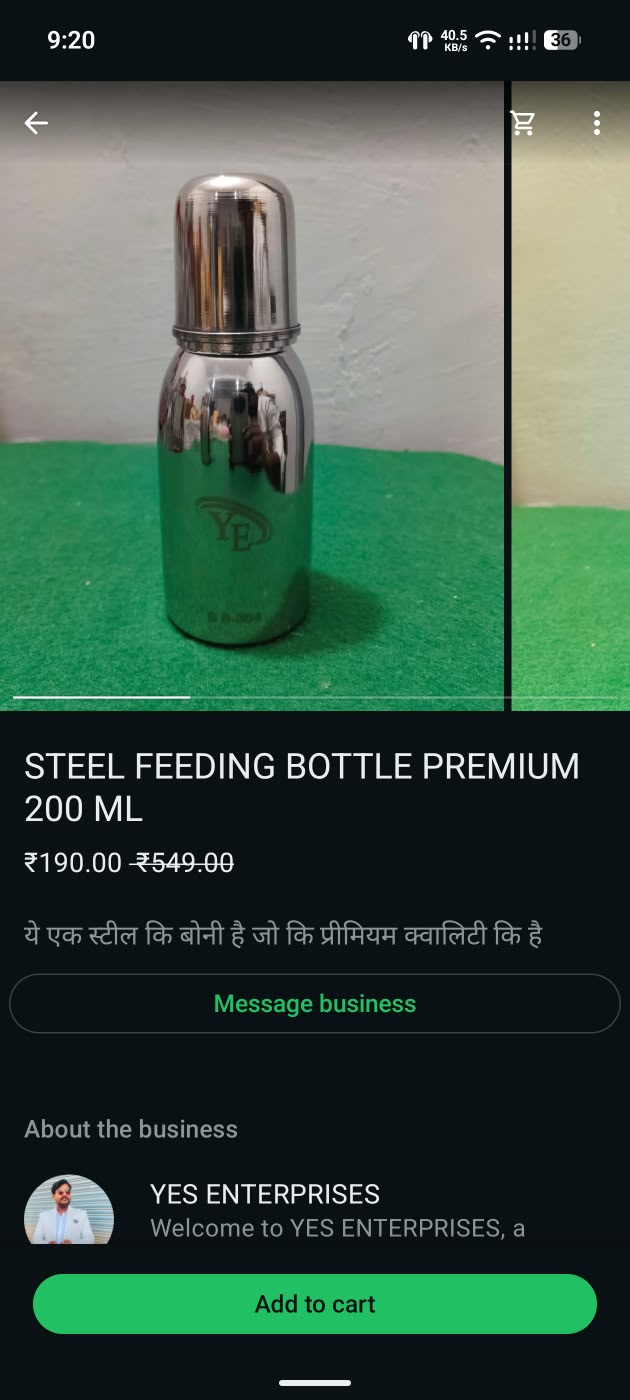 9:20
40.5
KB/s
36
YE
STEEL FEEDING BOTTLE PREMIUM
200 ML
₹190.00 ₹549.00
ये एक स्टील कि बोनी है जो कि प्रीमियम क्वालिटी कि है
Message business
About the business
YES ENTERPRISES
Welcome to YES ENTERPRISES, a
Add to cart